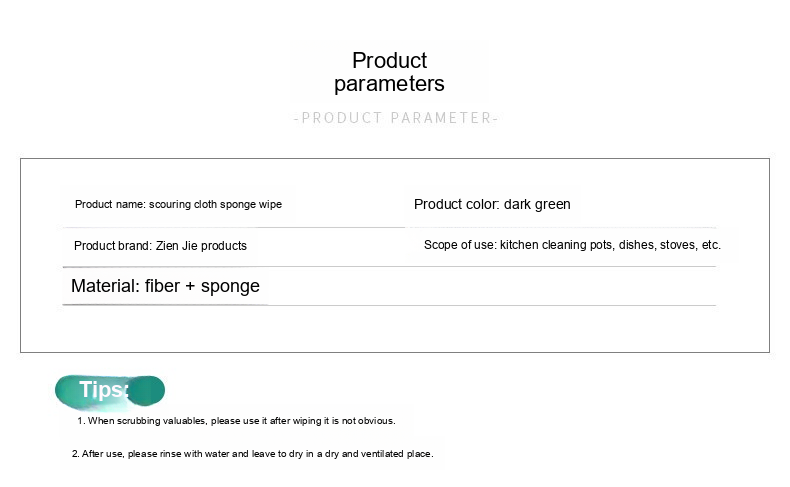 Product
parameters
-PRODUCT PARAMETER-
Product name: scouring cloth sponge wipe
Product color: dark green
Product brand: Zien Jie products
Scope of use: kitchen cleaning pots, dishes, stoves, etc.
Material: fiber + sponge
Tips:
1. When scrubbing valuables, please use it after wiping it is not obvious.
2. After use, please rinse with water and leave to dry in a dry and ventilated place.